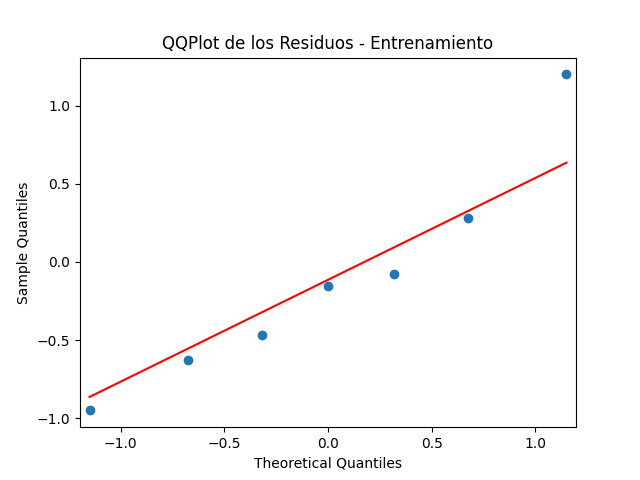 QQPlot de los Residuos - Entrenamiento
1.0
0.5
0.0
−0.5
−1.0
Sample Quantiles
−1.0 −0.5 0.0 0.5 1.0
Theoretical Quantiles